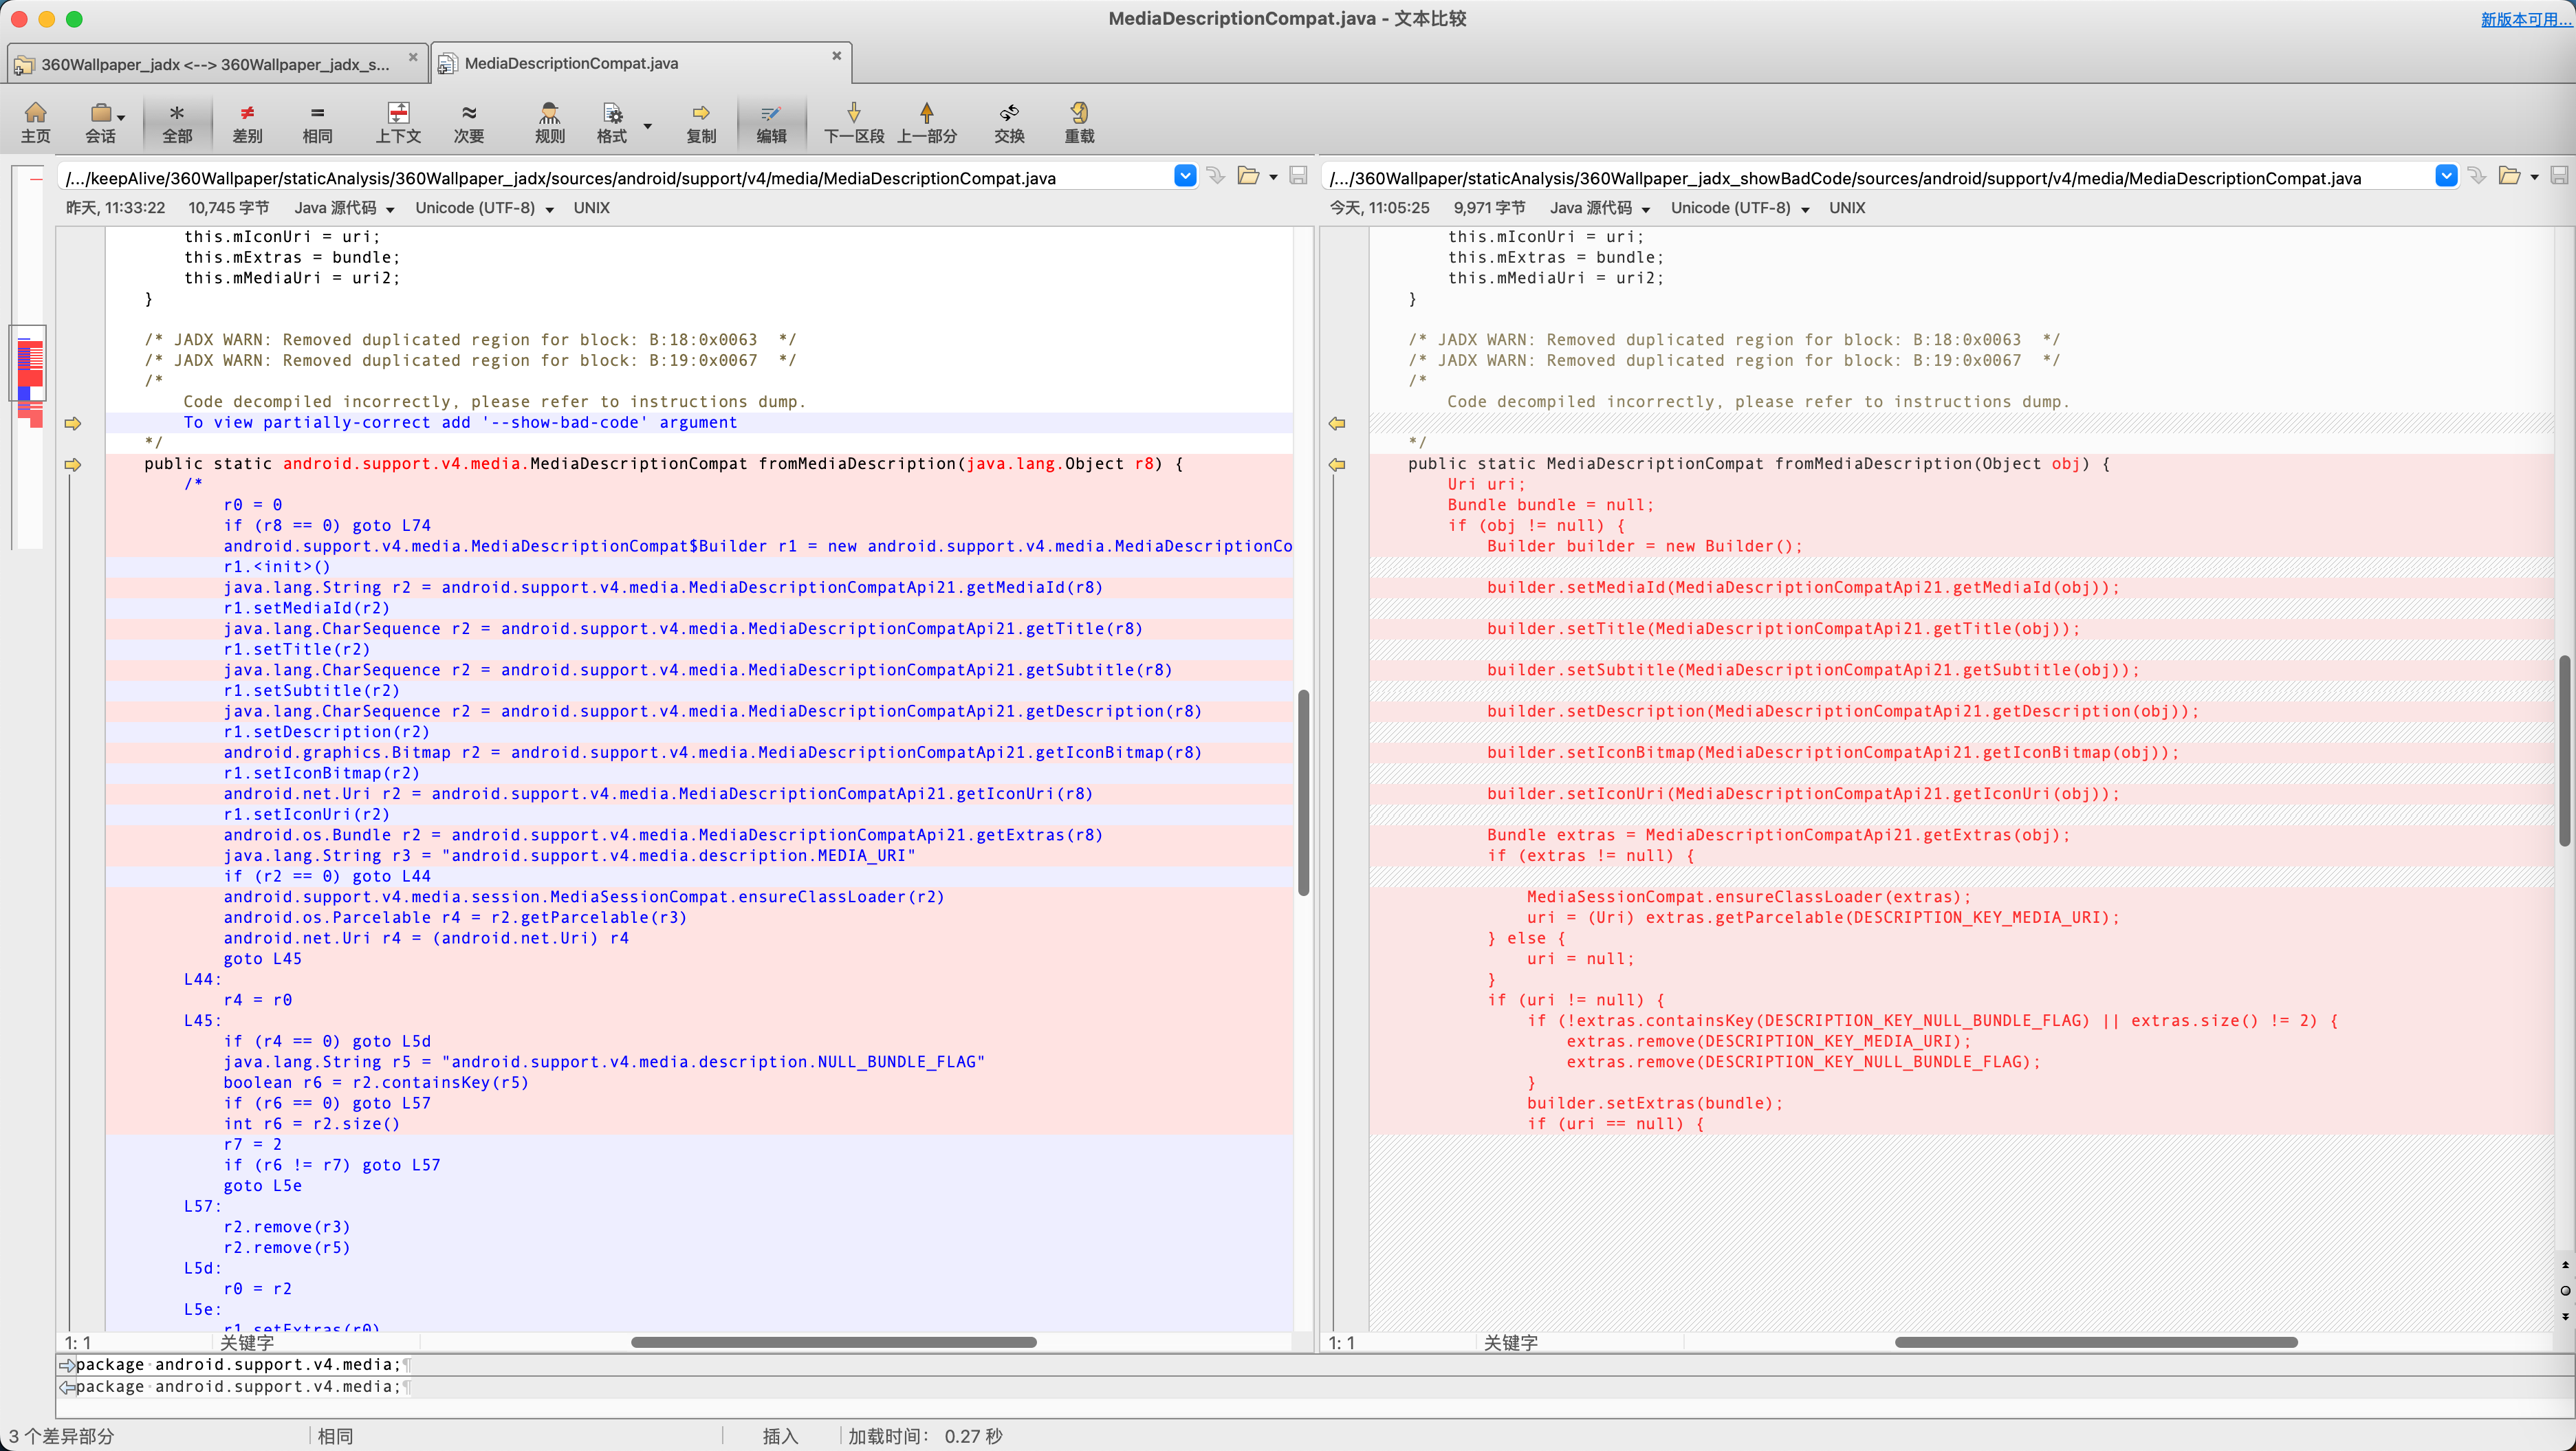 MediaDescriptionCompat.java - 文本比较
新版本可用...
360Wallpaper_jadx <--> 360Wallpaper_jadx_s...
MediaDescriptionCompat.java
主页
会话
全部
差别
相同
上下文
次要
规则
格式
复制
编辑
下一区段
上一部分
交换
重载
/.../keepAlive/360Wallpaper/staticAnalysis/360Wallpaper_jadx/sources/android/support/v4/media/MediaDescriptionCompat.java
昨天, 11:33:22 10,745 字节 Java 源代码 Unicode (UTF-8) UNIX
this.mIconUri = uri;
this.mExtras = bundle;
this.mMediaUri = uri2;
}
/* JADX WARN: Removed duplicated region for block: B:18:0x0063  */
/* JADX WARN: Removed duplicated region for block: B:19:0x0067  */
/*
Code decompiled incorrectly, please refer to instructions dump.
To view partially-correct add '--show-bad-code' argument
*/
public static android.support.v4.media.MediaDescriptionCompat fromMediaDescription(java.lang.Object r8) {
/*
r0 = 0
if (r8 == 0) goto L74
android.support.v4.media.MediaDescriptionCompat$Builder r1 = new android.support.v4.media.MediaDescriptionCo
r1.<init>()
java.lang.String r2 = android.support.v4.media.MediaDescriptionCompatApi21.getMediaId(r8)
r1.setMediaId(r2)
java.lang.CharSequence r2 = android.support.v4.media.MediaDescriptionCompatApi21.getTitle(r8)
r1.setTitle(r2)
java.lang.CharSequence r2 = android.support.v4.media.MediaDescriptionCompatApi21.getSubtitle(r8)
r1.setSubtitle(r2)
java.lang.CharSequence r2 = android.support.v4.media.MediaDescriptionCompatApi21.getDescription(r8)
r1.setDescription(r2)
android.graphics.Bitmap r2 = android.support.v4.media.MediaDescriptionCompatApi21.getIconBitmap(r8)
r1.setIconBitmap(r2)
android.net.Uri r2 = android.support.v4.media.MediaDescriptionCompatApi21.getIconUri(r8)
r1.setIconUri(r2)
android.os.Bundle r2 = android.support.v4.media.MediaDescriptionCompatApi21.getExtras(r8)
java.lang.String r3 = "android.support.v4.media.description.MEDIA_URI"
if (r2 == 0) goto L44
android.support.v4.media.session.MediaSessionCompat.ensureClassLoader(r2)
android.os.Parcelable r4 = r2.getParcelable(r3)
android.net.Uri r4 = (android.net.Uri) r4
goto L45
L44:
r4 = r0
L45:
if (r4 == 0) goto L5d
java.lang.String r5 = "android.support.v4.media.description.NULL_BUNDLE_FLAG"
boolean r6 = r2.containsKey(r5)
if (r6 == 0) goto L57
int r6 = r2.size()
r7 = 2
if (r6 != r7) goto L57
goto L5e
L57:
r2.remove(r3)
r2.remove(r5)
L5d:
r0 = r2
L5e:
r1.setExtras(r0)
1: 1 关键字
/.../360Wallpaper/staticAnalysis/360Wallpaper_jadx_showBadCode/sources/android/support/v4/media/MediaDescriptionCompat.java
今天, 11:05:25 9,971 字节 Java 源代码 Unicode (UTF-8) UNIX
this.mIconUri = uri;
this.mExtras = bundle;
this.mMediaUri = uri2;
}
/* JADX WARN: Removed duplicated region for block: B:18:0x0063  */
/* JADX WARN: Removed duplicated region for block: B:19:0x0067  */
/*
Code decompiled incorrectly, please refer to instructions dump.
*/
public static MediaDescriptionCompat fromMediaDescription(Object obj) {
Uri uri;
Bundle bundle = null;
if (obj != null) {
Builder builder = new Builder();
builder.setMediaId(MediaDescriptionCompatApi21.getMediaId(obj));
builder.setTitle(MediaDescriptionCompatApi21.getTitle(obj));
builder.setSubtitle(MediaDescriptionCompatApi21.getSubtitle(obj));
builder.setDescription(MediaDescriptionCompatApi21.getDescription(obj));
builder.setIconBitmap(MediaDescriptionCompatApi21.getIconBitmap(obj));
builder.setIconUri(MediaDescriptionCompatApi21.getIconUri(obj));
Bundle extras = MediaDescriptionCompatApi21.getExtras(obj);
if (extras != null) {
MediaSessionCompat.ensureClassLoader(extras);
uri = (Uri) extras.getParcelable(DESCRIPTION_KEY_MEDIA_URI);
} else {
uri = null;
}
if (uri != null) {
if (!extras.containsKey(DESCRIPTION_KEY_NULL_BUNDLE_FLAG) || extras.size() != 2) {
extras.remove(DESCRIPTION_KEY_MEDIA_URI);
extras.remove(DESCRIPTION_KEY_NULL_BUNDLE_FLAG);
}
builder.setExtras(bundle);
if (uri == null) {
1: 1 关键字
package·android.support.v4.media;¶
package·android.support.v4.media;¶
3 个差异部分 相同 插入 加载时间: 0.27 秒